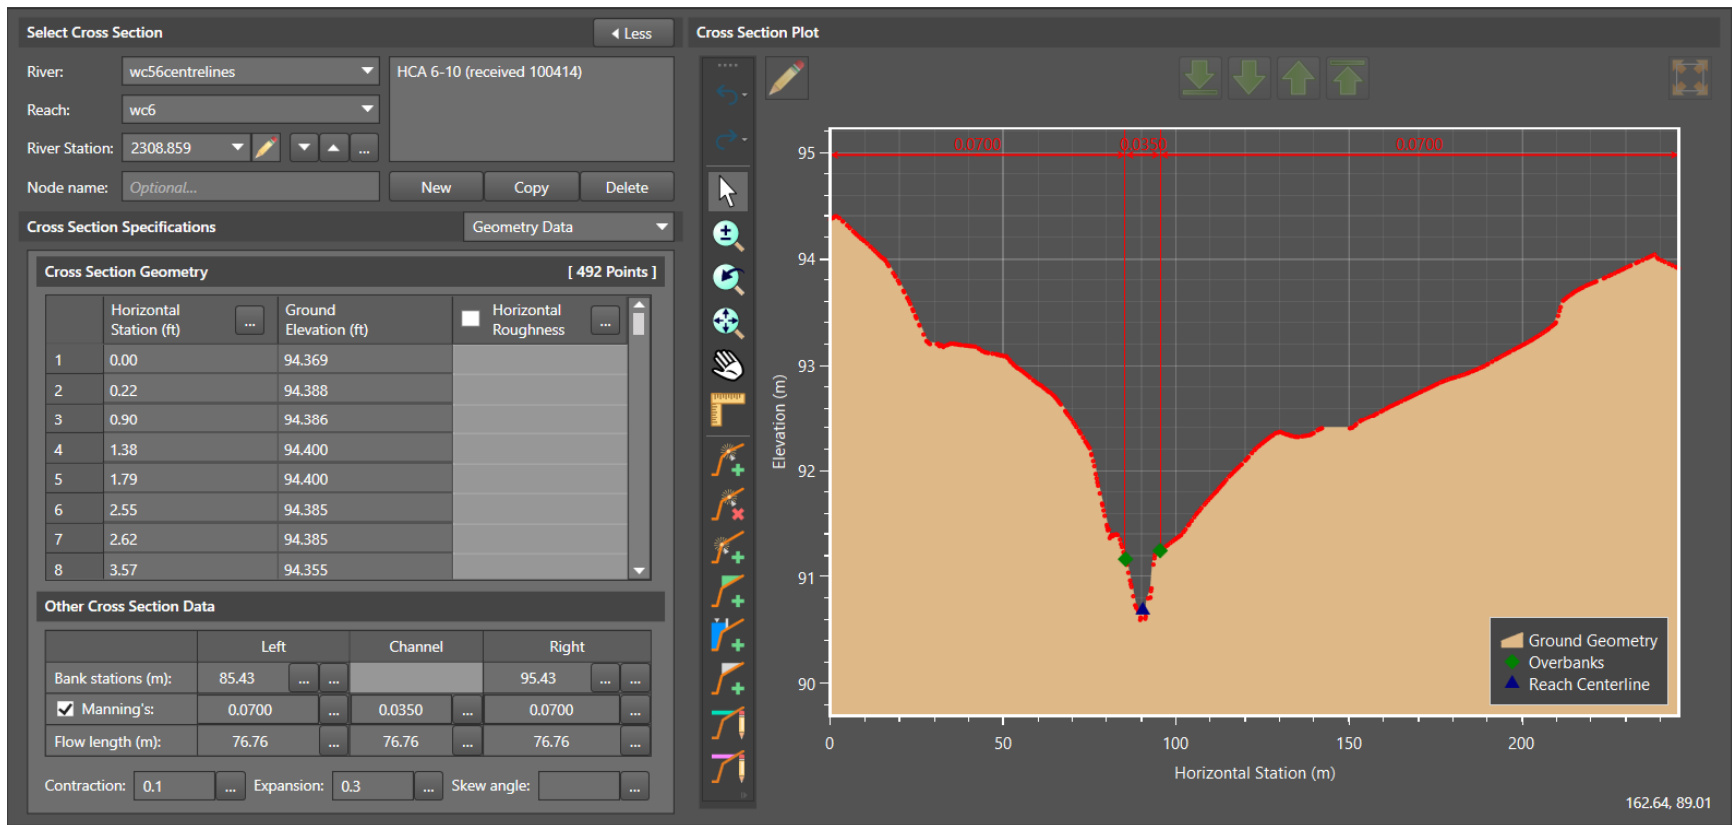 Select Cross Section
Less
River:
wc56centrelines
HCA 6-10 (received 100414)
Reach:
wc6
River Station:
2308.859
...
Node name:
Optional...
New
Copy
Delete
Cross Section Specifications
Geometry Data
Cross Section Geometry
[ 492 Points ]
Horizontal Station (ft) ... Ground Elevation (ft) Horizontal Roughness ...
1 0.00 94.369
2 0.22 94.388
3 0.90 94.386
4 1.38 94.400
5 1.79 94.400
6 2.55 94.385
7 2.62 94.385
8 3.57 94.355
Other Cross Section Data
Left Channel Right
Bank stations (m): 85.43 ... ... 95.43 ... ...
Manning's: 0.0700 ... 0.0350 ... 0.0700 ...
Flow length (m): 76.76 ... 76.76 ... 76.76 ...
Contraction: 0.1 ... Expansion: 0.3 ... Skew angle: ...
Cross Section Plot
0.0700
0.0350
0.0700
95
94
93
92
91
90
Elevation (m)
Ground Geometry
Overbanks
Reach Centerline
0
50
100
150
200
Horizontal Station (m)
162.64, 89.01